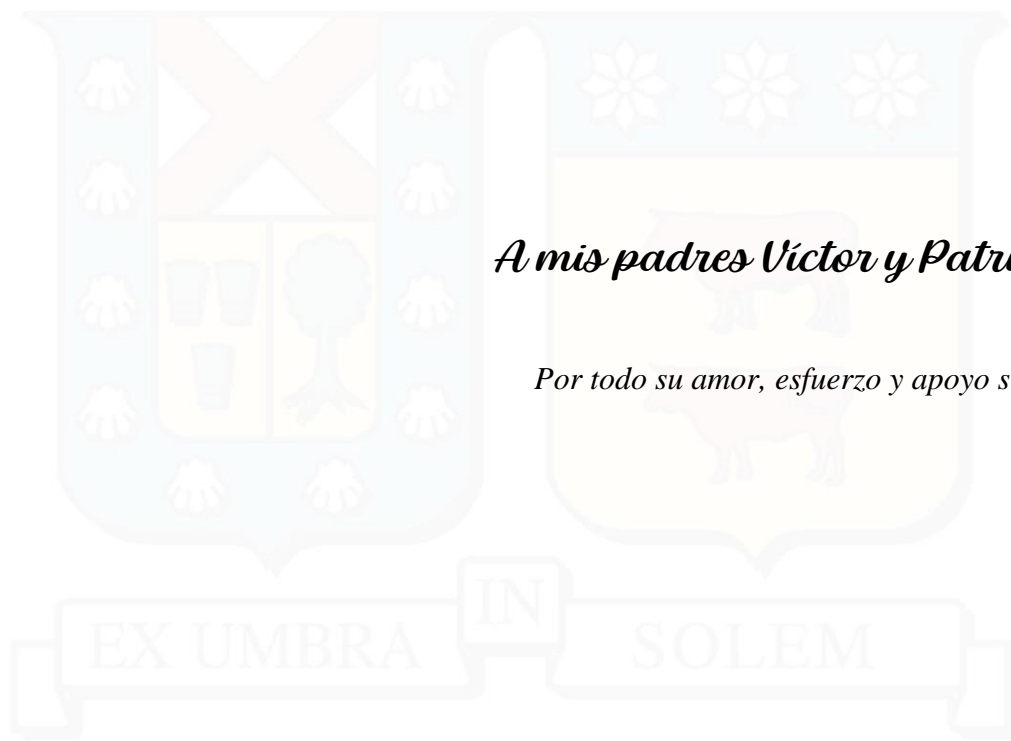 A mis padres Víctor y
Por todo su amor, esfuerzo y apoyo
IN
EX UMBRA SOLEM